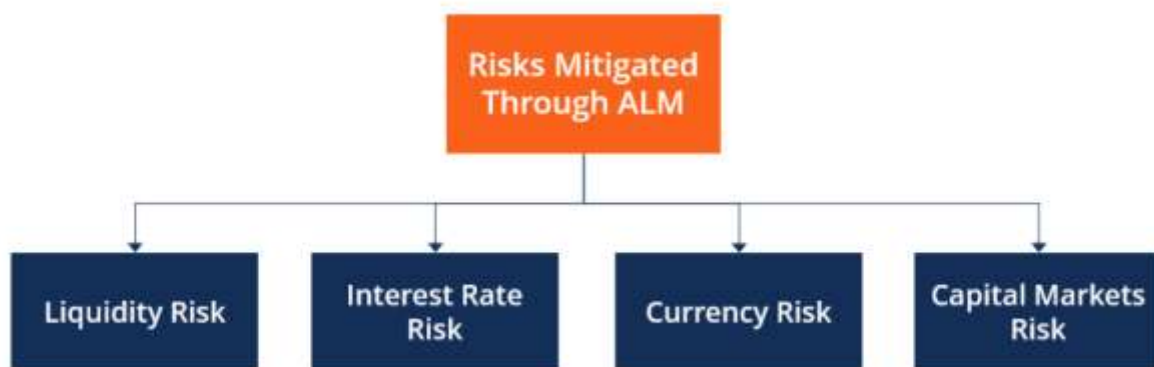 Risks Mitigated
Through ALM
Liquidity Risk
Interest Rate
Risk
Currency Risk
Capital Markets
Risk